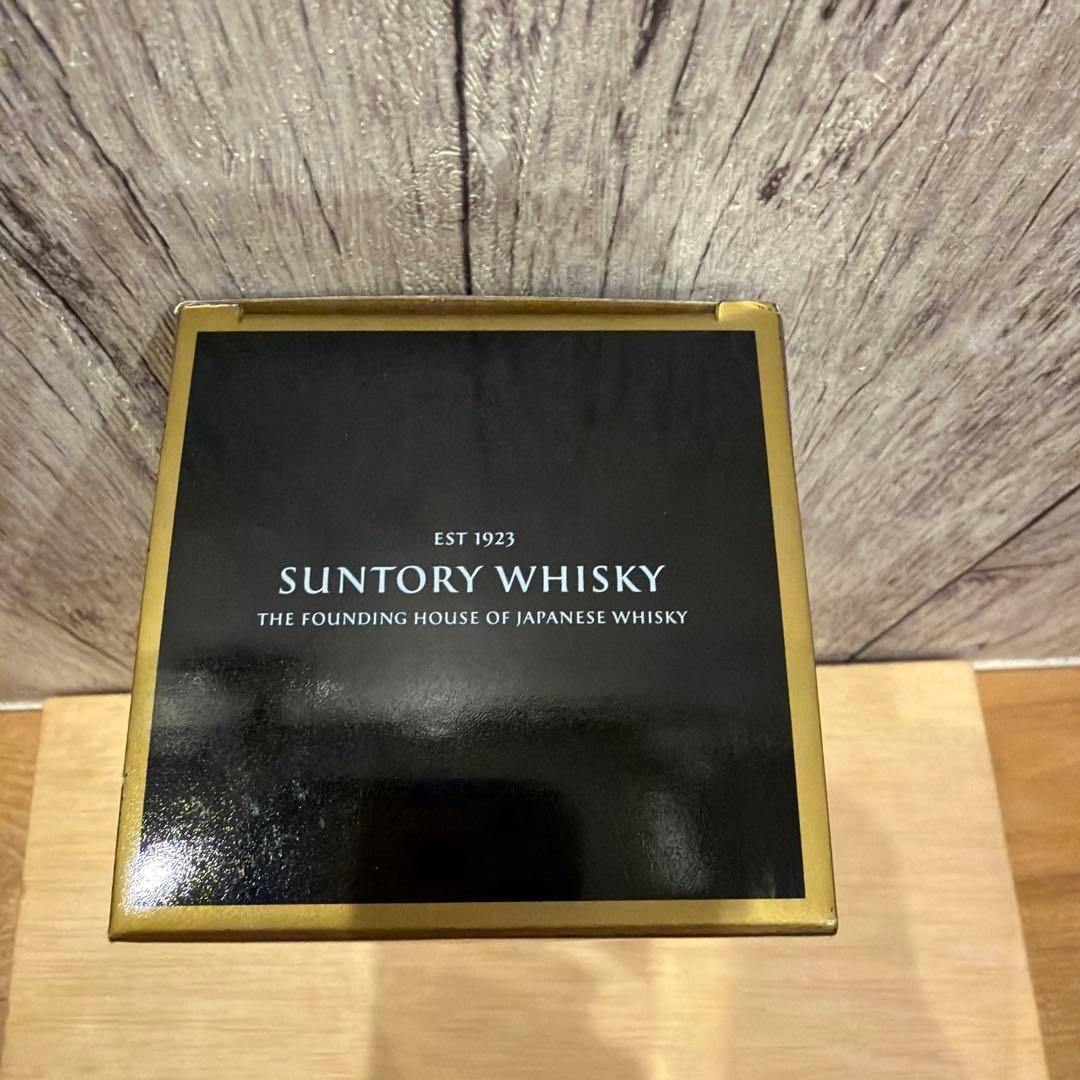 EST 1923
SUNTORY WHISKY
THE FOUNDING HOUSE OF JAPANESE WHISKY